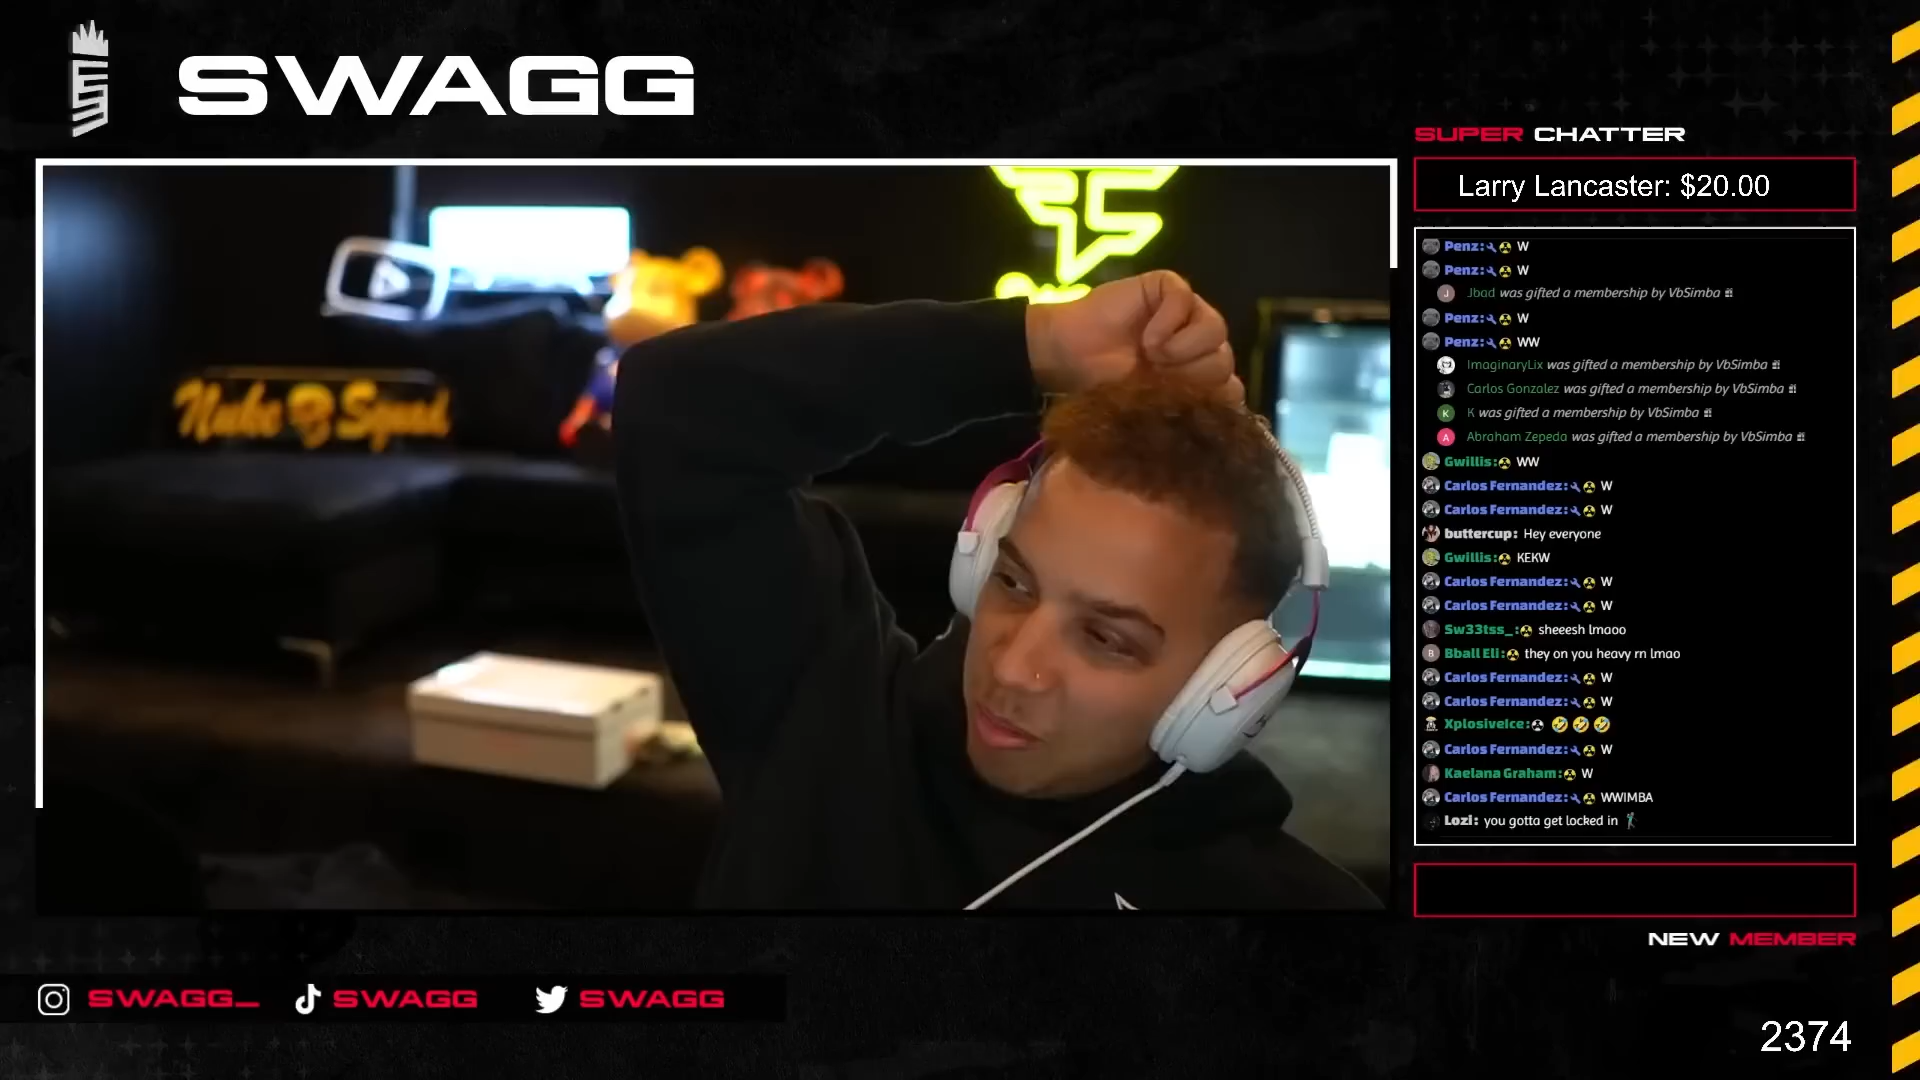 SWAGG
SUPER CHATTER
Larry Lancaster: $20.00
Penz: W
Penz: W
J Jbad was gifted a membership by VbSimba
Penz: W
Penz: WW
ImaginaryLix was gifted a membership by VbSimba
Carlos Gonzalez was gifted a membership by VbSimba
K K was gifted a membership by VbSimba
A Abraham Zepeda was gifted a membership by VbSimba
Gwillis: WW
Carlos Fernandez: W
Carlos Fernandez: W
buttercup: Hey everyone
Gwillis: KEKW
Carlos Fernandez: W
Carlos Fernandez: W
Sw33tss_: sheeesh lmaoo
B Bball Eli: they on you heavy rn lmao
Carlos Fernandez: W
Carlos Fernandez: W
XplosiveIce: 🤣 🤣 🤣
Carlos Fernandez: W
Kaelana Graham: W
Carlos Fernandez: WWIMBA
Lozi: you gotta get locked in
Nuke Squad
NEW MEMBER
SWAGG_ SWAGG SWAGG
2374